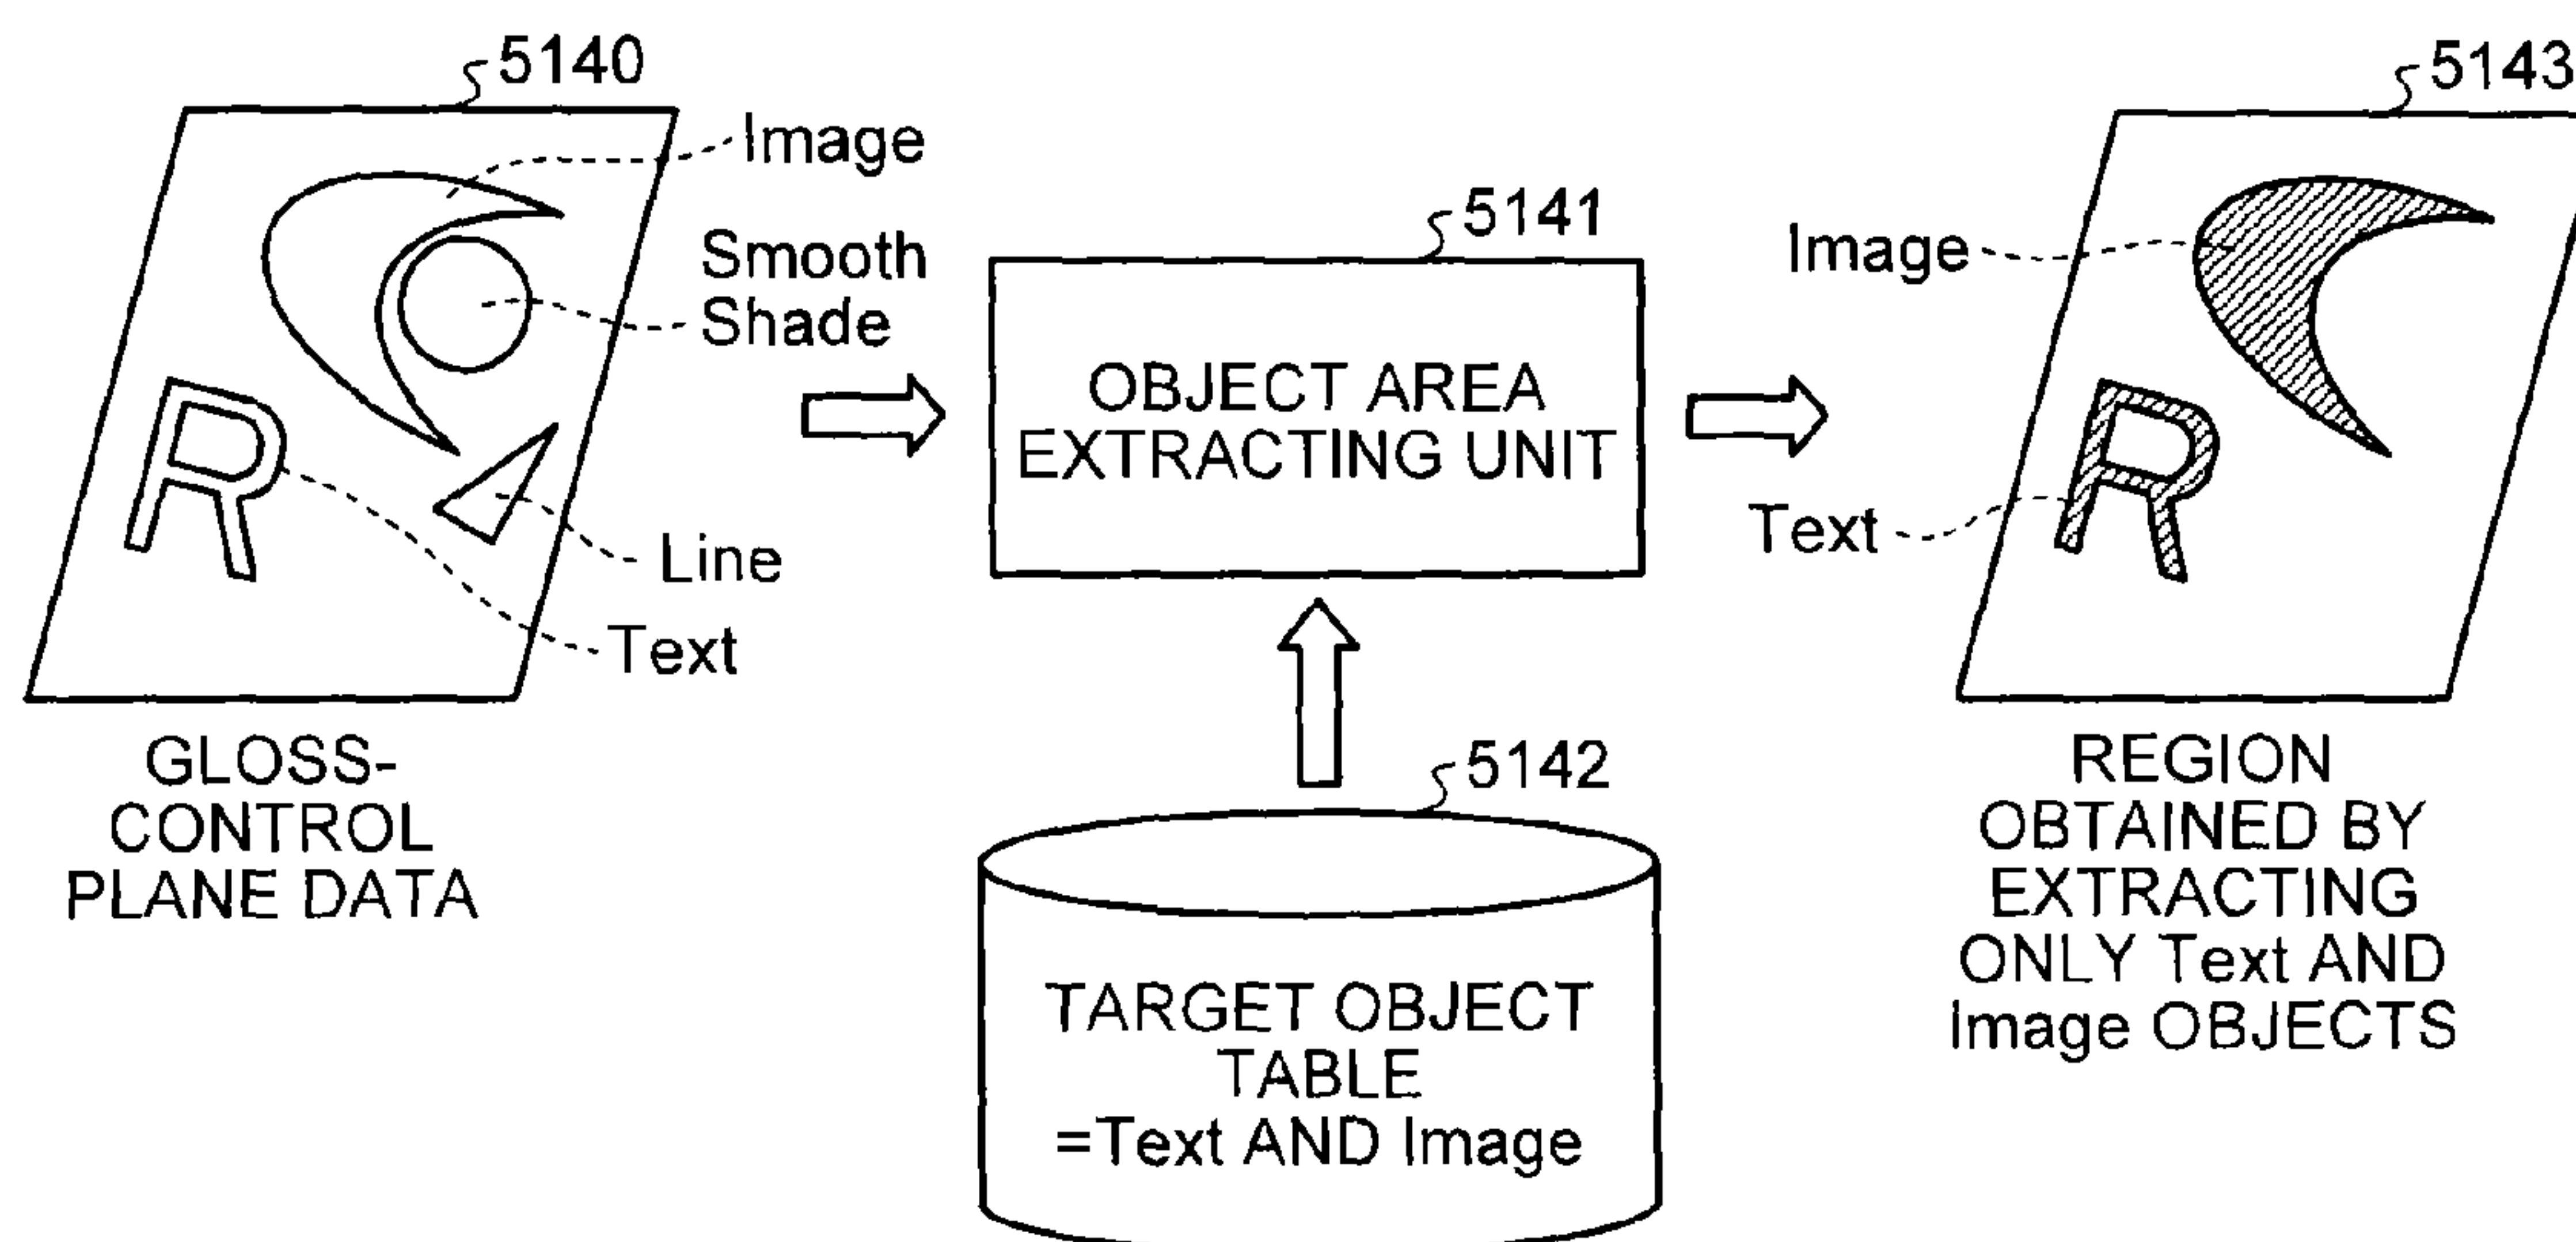 5140
Image
Smooth
Shade
Line
Text
GLOSS-
CONTROL
PLANE DATA
5141
OBJECT AREA
EXTRACTING UNIT
5142
TARGET OBJECT
TABLE
=Text AND Image
5143
Image
Text
REGION
OBTAINED BY
EXTRACTING
ONLY Text AND
Image OBJECTS
R
R